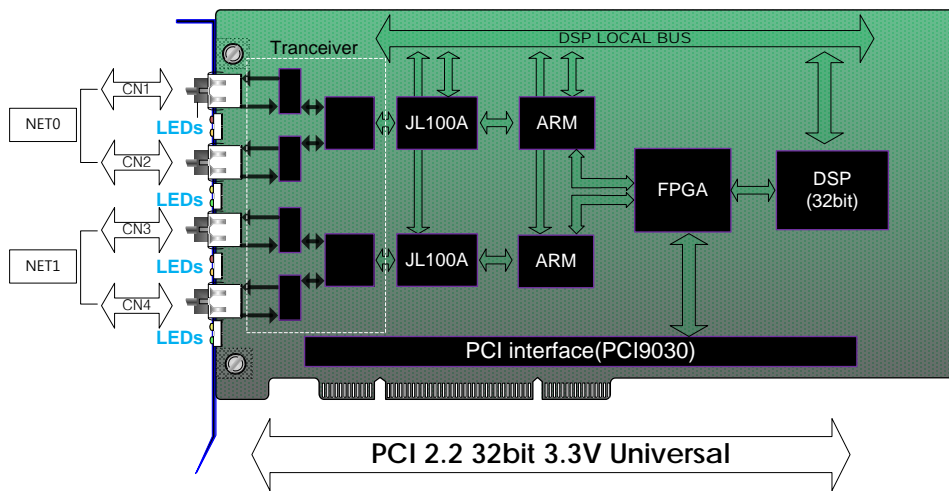 DSP LOCAL BUS
Tranceiver
CN1
NET0
LEDs
JL100A
ARM
CN2
FPGA
DSP
(32bit)
LEDs
CN3
NET1
LEDs
JL100A
ARM
CN4
LEDs
PCI interface(PCI9030)
PCI 2.2 32bit 3.3V Universal